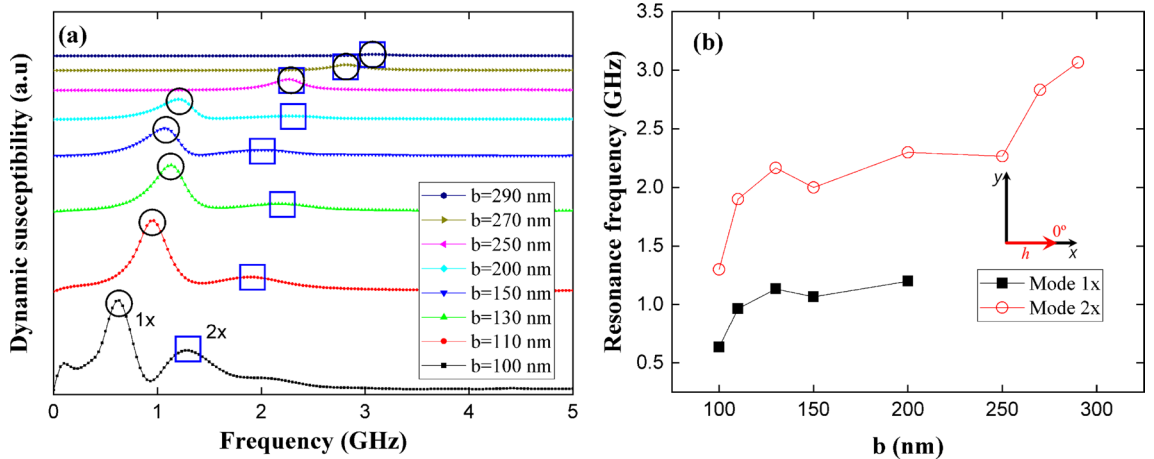 (a)
Dynamic susceptibility (a.u)
1x
2x
b=290 nm
b=270 nm
b=250 nm
b=200 nm
b=150 nm
b=130 nm
b=110 nm
b=100 nm
0 1 2 3 4 5
Frequency (GHz)
(b)
Resonance frequency (GHz)
3.5
3.0
2.5
2.0
1.5
1.0
0.5
y
0º
h
x
Mode 1x
Mode 2x
100 150 200 250 300
b (nm)